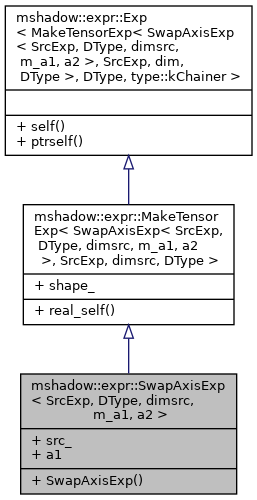 mshadow::expr::Exp
< MakeTensorExp< SwapAxisExp
< SrcExp, DType, dimsrc,
m_a1, a2 >, SrcExp, dim,
DType >, DType, type::kChainer >
+ self()
+ ptrself()
mshadow::expr::MakeTensor
Exp< SwapAxisExp< SrcExp,
DType, dimsrc, m_a1, a2
>, SrcExp, dimsrc, DType >
+ shape_
+ real_self()
mshadow::expr::SwapAxisExp
< SrcExp, DType, dimsrc,
m_a1, a2 >
+ src_
+ a1
+ SwapAxisExp()